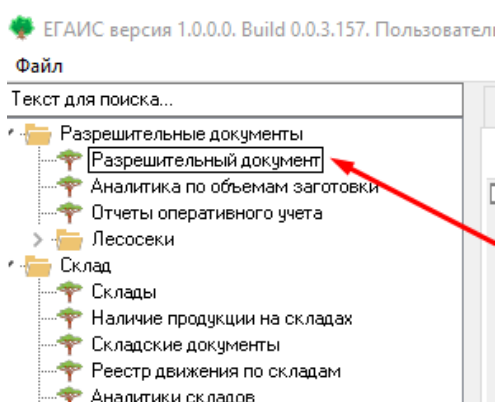 ЕГАИС версия 1.0.0.0. Build 0.0.3.157. Пользовател
Файл
Текст для поиска...
Разрешительные документы
Разрешительный документ
Аналитика по объемам заготовки
Отчеты оперативного учета
Лесосеки
Склад
Склады
Наличие продукции на складах
Складские документы
Реестр движения по складам
Аналитики складов